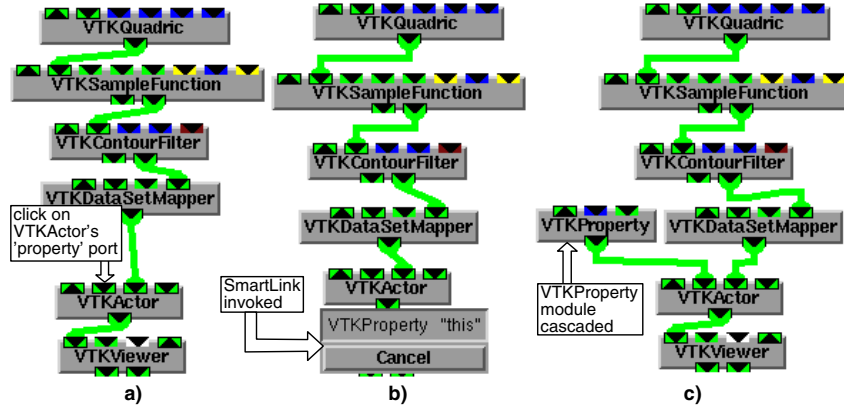 VTKQuadric
VTKSampleFunction
VTKContourFilter
VTKDataSetMapper
click on
VTKActor's
'property' port
VTKActor
VTKViewer
a)
VTKQuadric
VTKSampleFunction
VTKContourFilter
VTKDataSetMapper
SmartLink
invoked
VTKActor
VTKProperty "this"
Cancel
b)
VTKQuadric
VTKSampleFunction
VTKContourFilter
VTKProperty
VTKDataSetMapper
VTKProperty
module
cascaded
VTKActor
VTKViewer
c)